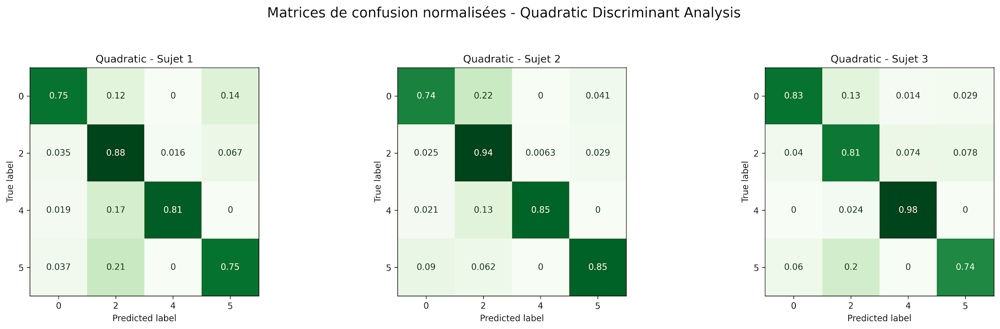 Matrices de confusion normalisées - Quadratic Discriminant Analysis
Quadratic - Sujet 1
True label
0 0.75 0.12 0 0.14
2 0.035 0.88 0.016 0.067
4 0.019 0.17 0.81 0
5 0.037 0.21 0 0.75
0 2 4 5
Predicted label
Quadratic - Sujet 2
True label
0 0.74 0.22 0 0.041
2 0.025 0.94 0.0063 0.029
4 0.021 0.13 0.85 0
5 0.09 0.062 0 0.85
0 2 4 5
Predicted label
Quadratic - Sujet 3
True label
0 0.83 0.13 0.014 0.029
2 0.04 0.81 0.074 0.078
4 0 0.024 0.98 0
5 0.06 0.2 0 0.74
0 2 4 5
Predicted label